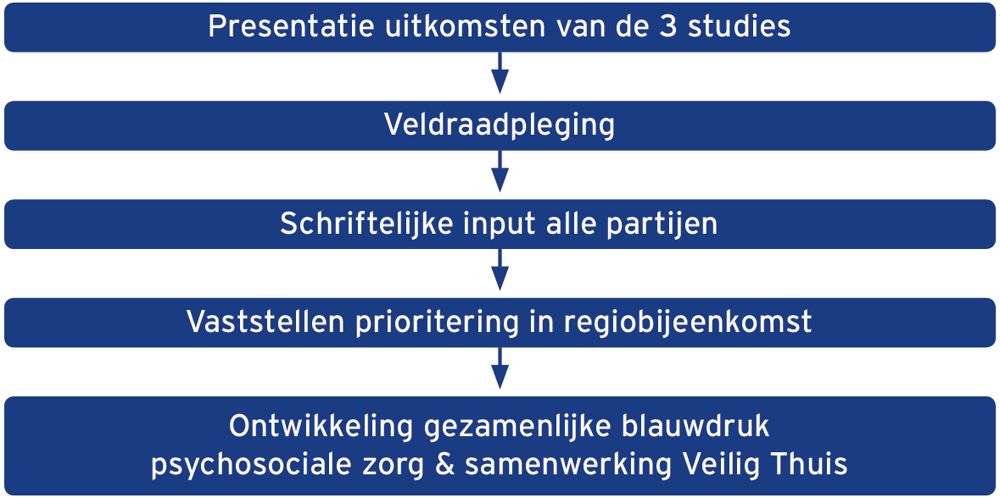 Presentatie uitkomsten van de 3 studies
Veldraadpleging
Schriftelijke input alle partijen
Vaststellen prioritering in regiobijeenkomst
Ontwikkeling gezamenlijke blauwdruk
psychosociale zorg & samenwerking Veilig Thuis